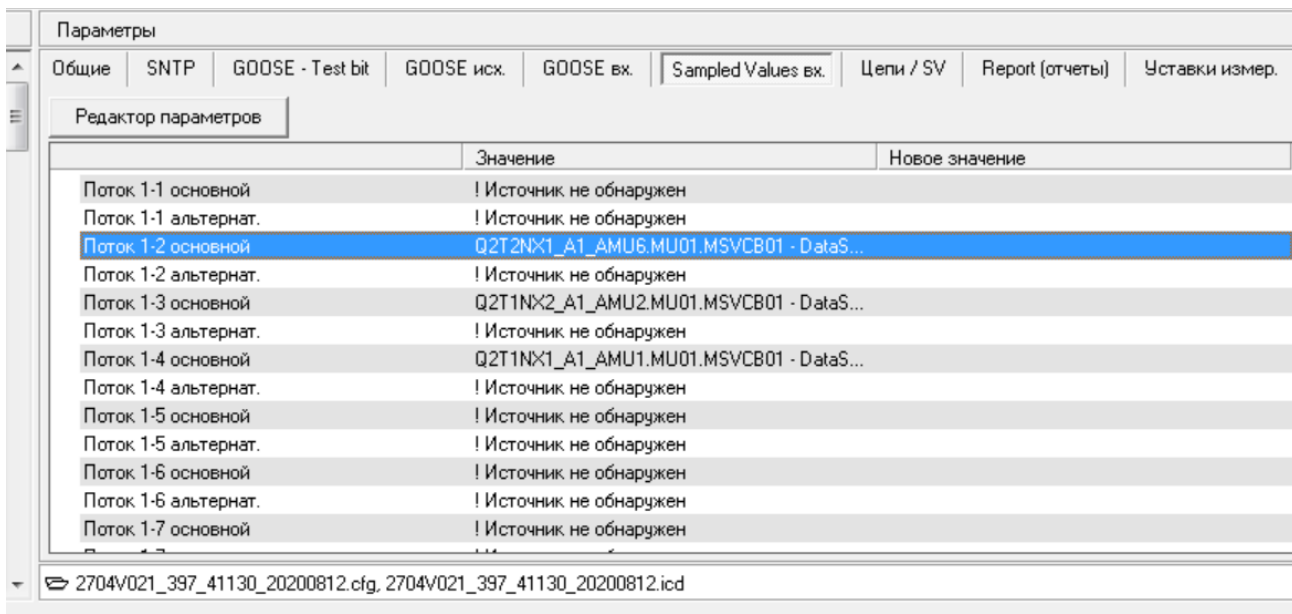 Параметры
Общие SNTP GOOSE - Test bit GOOSE исх. GOOSE вх. Sampled Values вх. Цепи / SV Report (отчеты) Уставки измер.
Редактор параметров
Значение Новое значение
Поток 1-1 основной ! Источник не обнаружен
Поток 1-1 альтернат. ! Источник не обнаружен
Поток 1-2 основной Q2T2NX1_A1_AMU6.MU01.MSVCB01 - DataS...
Поток 1-2 альтернат. ! Источник не обнаружен
Поток 1-3 основной Q2T1NX2_A1_AMU2.MU01.MSVCB01 - DataS...
Поток 1-3 альтернат. ! Источник не обнаружен
Поток 1-4 основной Q2T1NX1_A1_AMU1.MU01.MSVCB01 - DataS...
Поток 1-4 альтернат. ! Источник не обнаружен
Поток 1-5 основной ! Источник не обнаружен
Поток 1-5 альтернат. ! Источник не обнаружен
Поток 1-6 основной ! Источник не обнаружен
Поток 1-6 альтернат. ! Источник не обнаружен
Поток 1-7 основной ! Источник не обнаружен
2704V021_397_41130_20200812.cfg, 2704V021_397_41130_20200812.icd